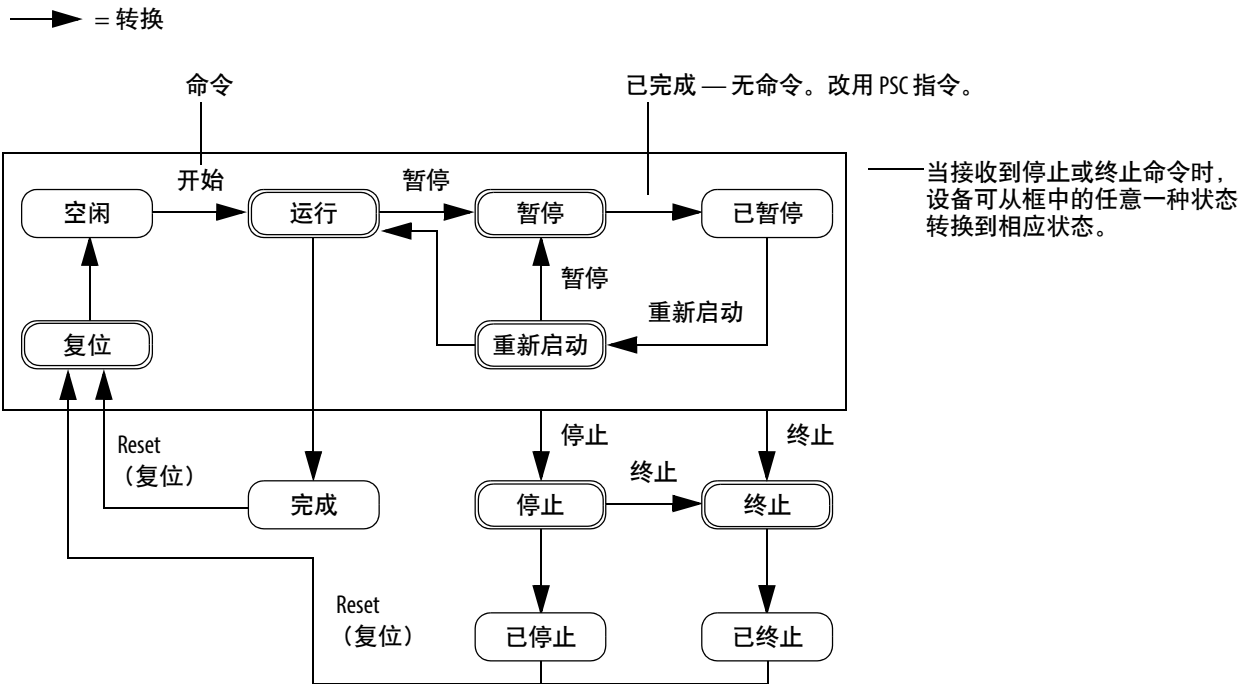 = 转换
命令
已完成 — 无命令。改用 PSC 指令。
开始
暂停
当接收到停止或终止命令时，
设备可从框中的任意一种状态
转换到相应状态。
空闲
运行
暂停
已暂停
暂停
重新启动
复位
重新启动
Reset
（复位）
停止
终止
终止
完成
停止
终止
Reset
（复位）
已停止
已终止